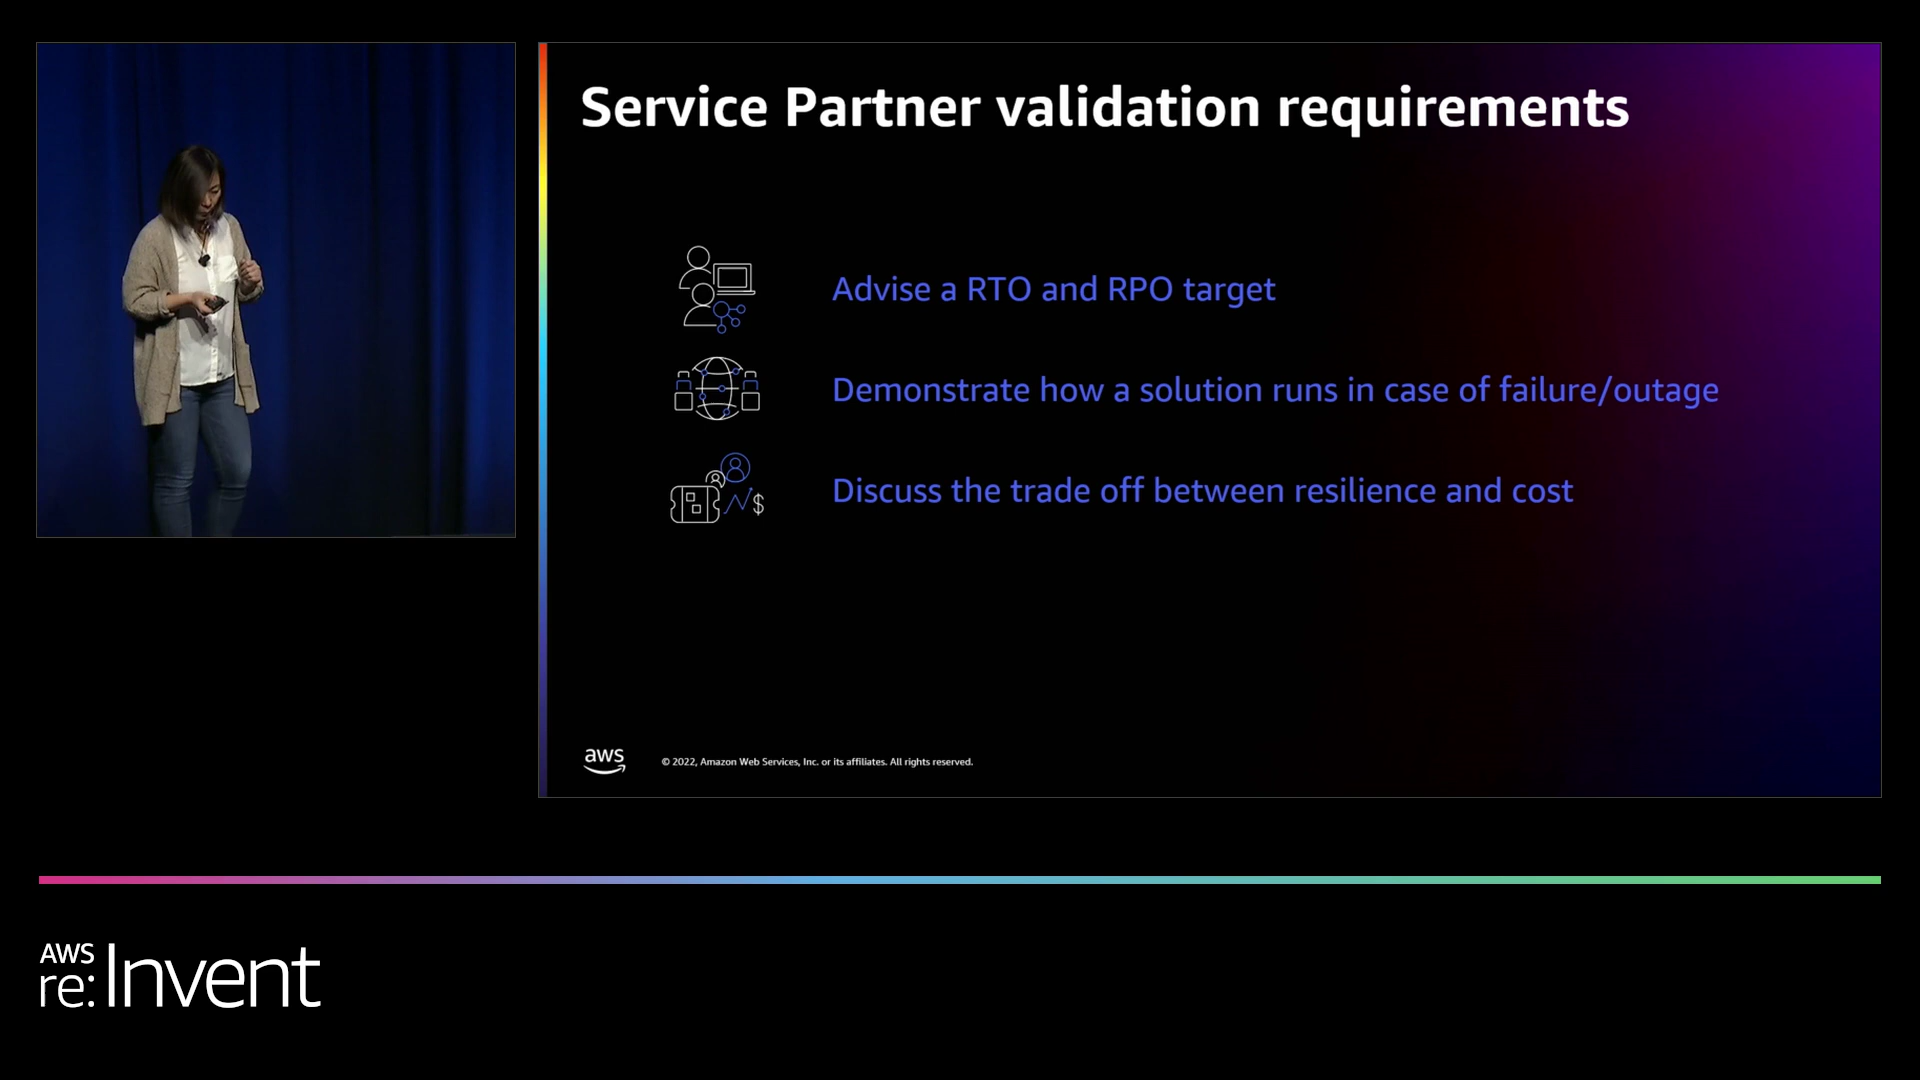 Service Partner validation requirements
Advise a RTO and RPO target
Demonstrate how a solution runs in case of failure/outage
Discuss the trade off between resilience and cost
$
aws
© 2022, Amazon Web Services, Inc. or its affiliates. All rights reserved.
AWS
re:Invent